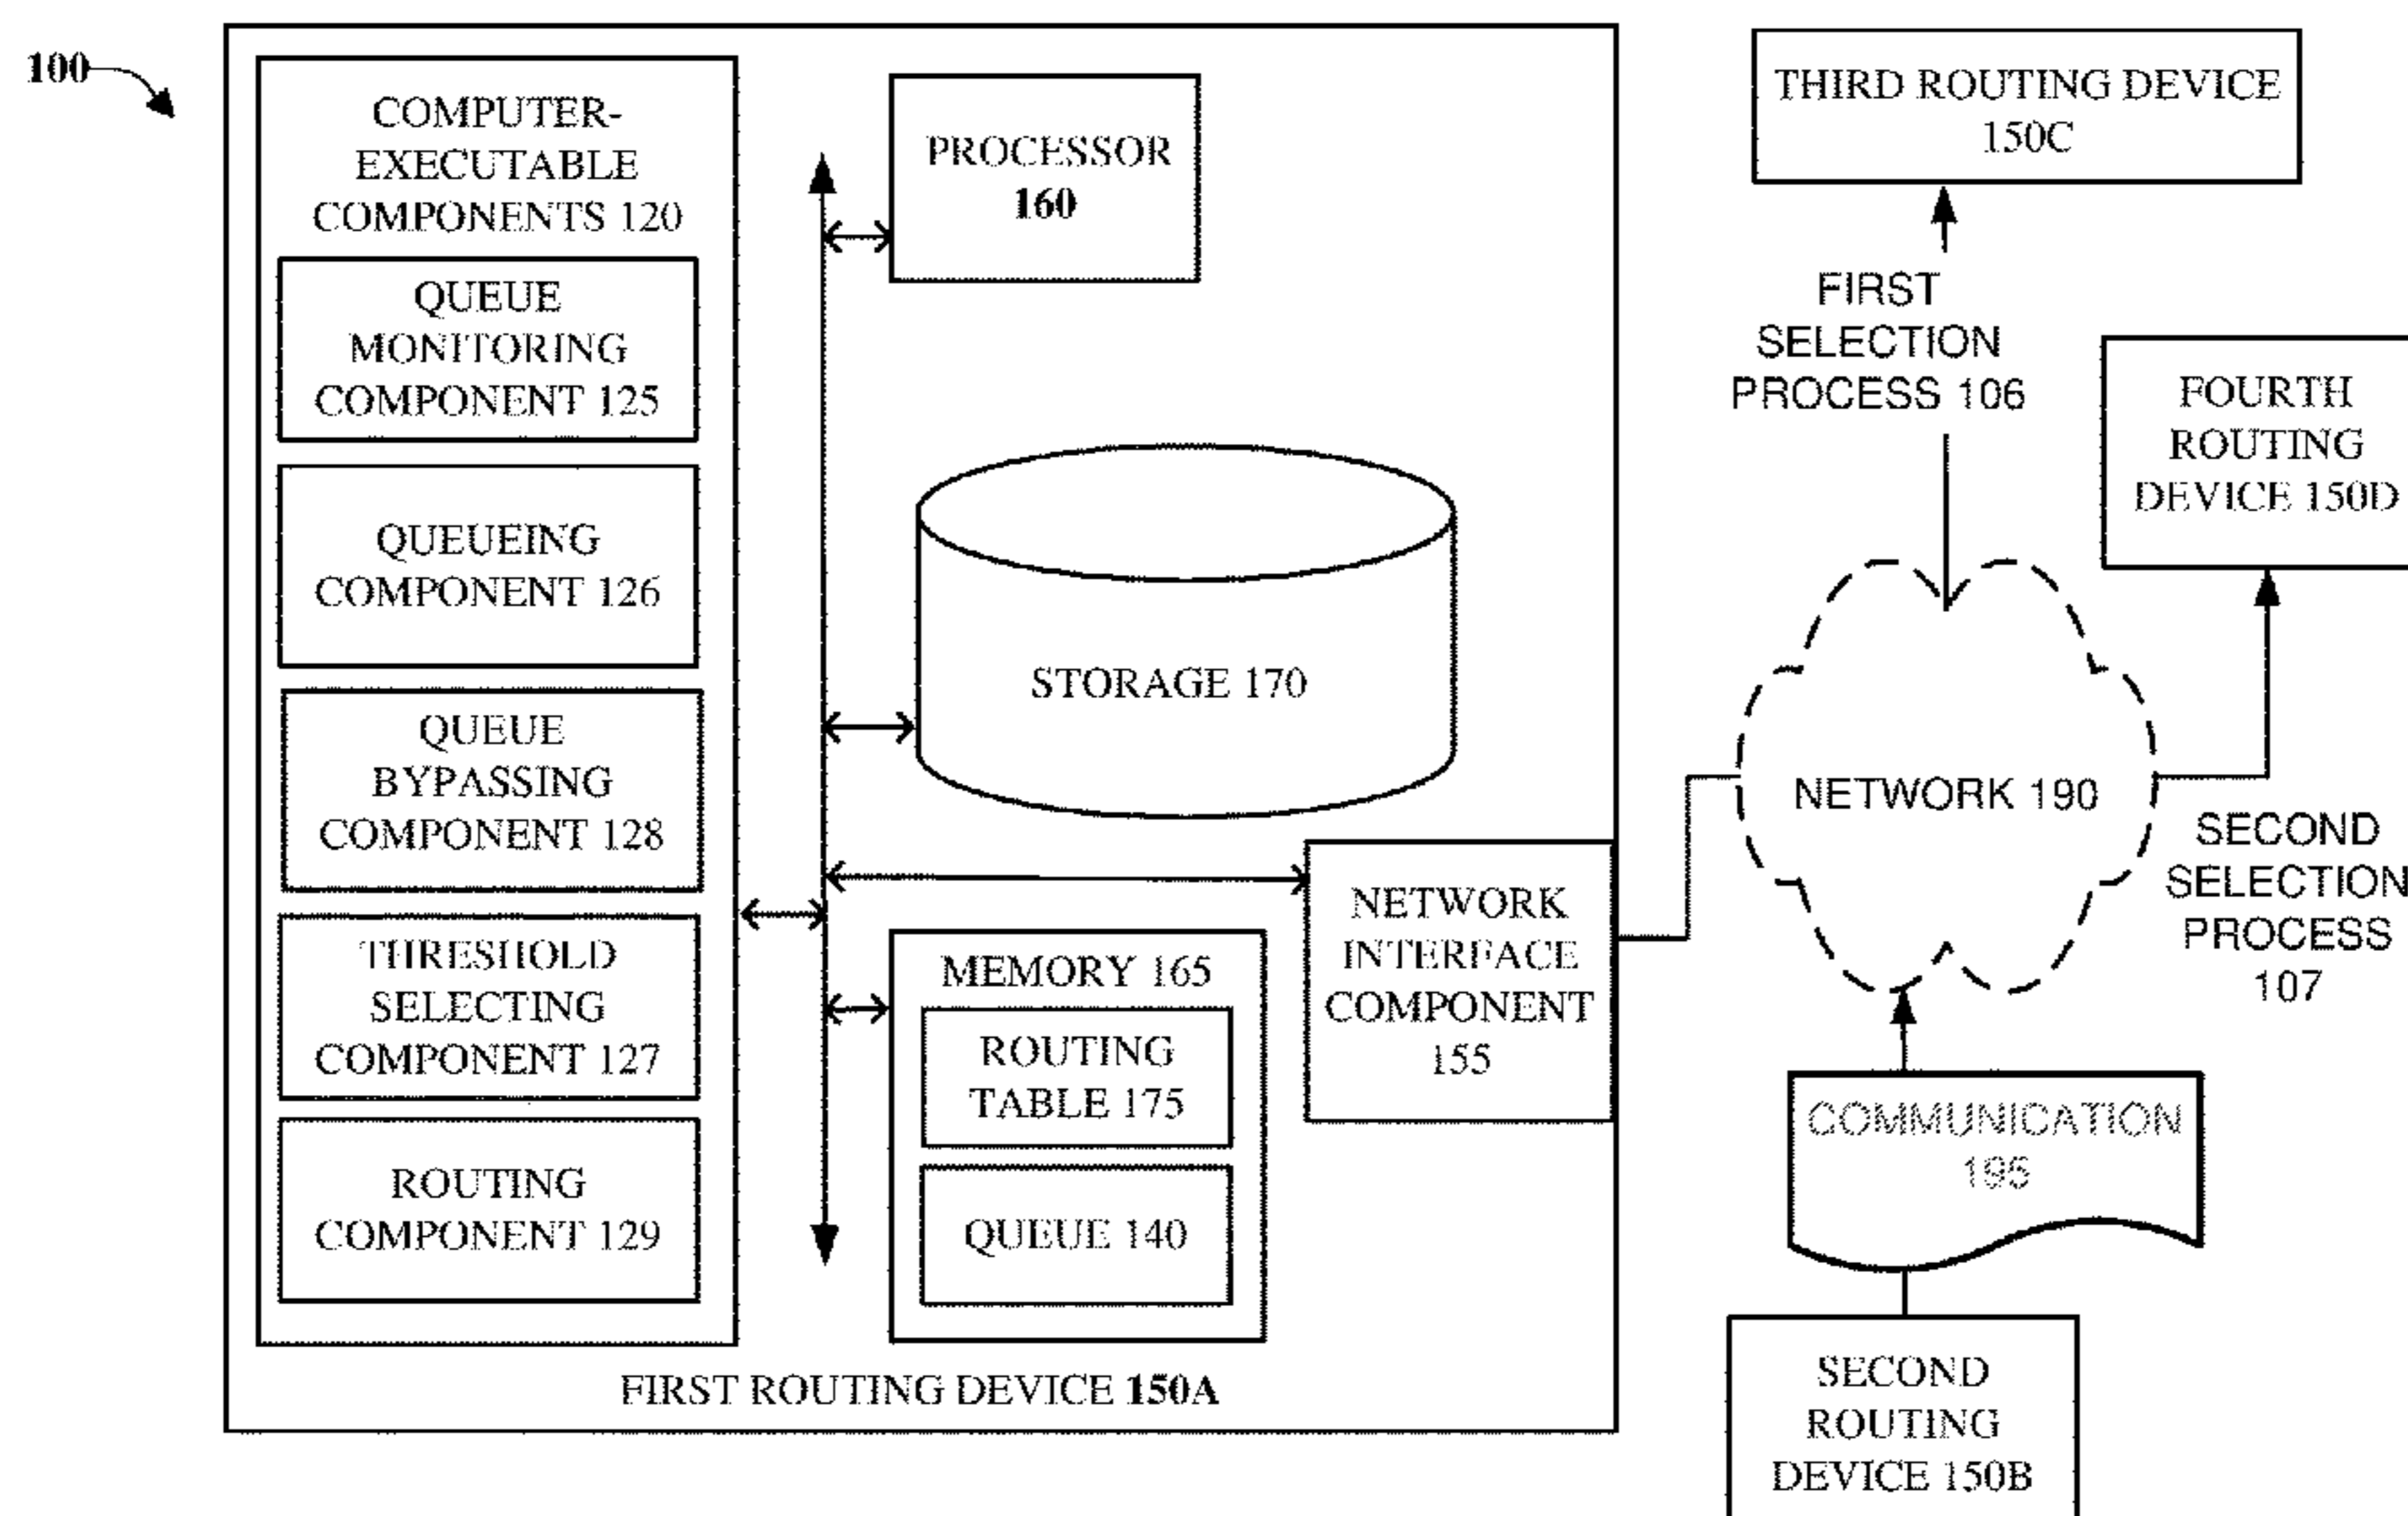 100
COMPUTER-
EXECUTABLE
COMPONENTS 120
QUEUE
MONITORING
COMPONENT 125
QUEUEING
COMPONENT 126
QUEUE
BYPASSING
COMPONENT 128
THRESHOLD
SELECTING
COMPONENT 127
ROUTING
COMPONENT 129
PROCESSOR
160
STORAGE 170
MEMORY 165
ROUTING
TABLE 175
QUEUE 140
NETWORK
INTERFACE
COMPONENT
155
FIRST ROUTING DEVICE 150A
THIRD ROUTING DEVICE
150C
FIRST
SELECTION
PROCESS 106
FOURTH
ROUTING
DEVICE 150D
NETWORK 190
SECOND
SELECTION
PROCESS
107
COMMUNICATION
195
SECOND
ROUTING
DEVICE 150B